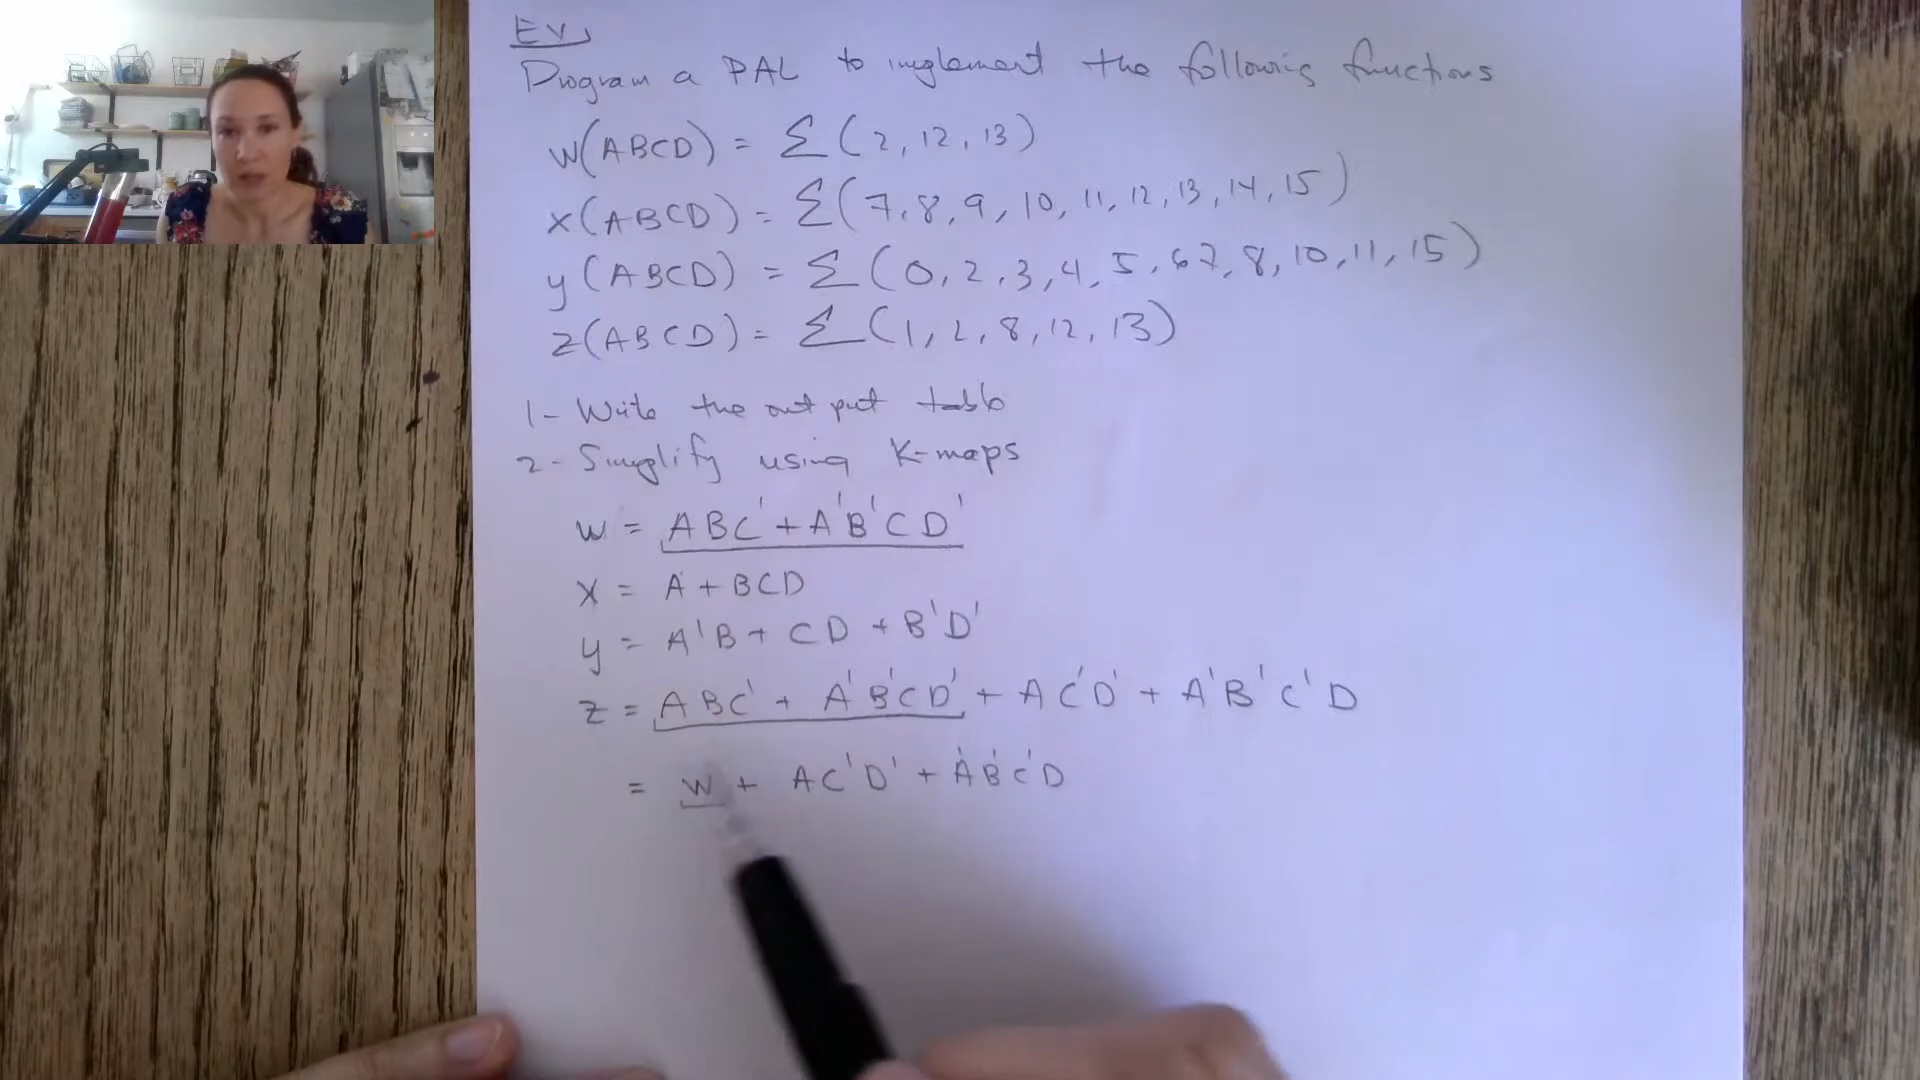 Ex,
Program a PAL to implement the following functions
W(ABCD) = Σ(2, 12, 13)
X(ABCD) = Σ(7, 8, 9, 10, 11, 12, 13, 14, 15)
y(ABCD) = Σ(0, 2, 3, 4, 5, 6 7, 8, 10, 11, 15)
Z(ABCD) = Σ(1, 2, 8, 12, 13)
1- Write the output table
2- Simplify using K-maps
W = ABC' + A'B'CD'
X = A + BCD
y = A'B + CD + B'D'
Z = ABC' + A'B'CD' + AC'D' + A'B'C'D
= W + AC'D' + A'B'C'D